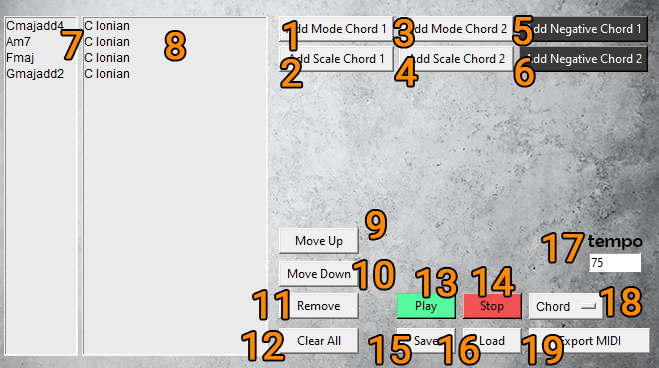 Cmajadd4 C Ionian
Am7 C Ionian
Fmaj C Ionian
Gmajadd2 C Ionian
7 8
1 dd Mode Chord 1 3 dd Mode Chord 2 5 dd Negative Chord 1
2 dd Scale Chord 1 4 dd Scale Chord 2 6 dd Negative Chord 2
Move Up 9
17 tempo
75
Move Down 10
11 Remove 13 Play 14 Stop Chord 18
12 Clear All 15 Save 16 Load 19 Export MIDI